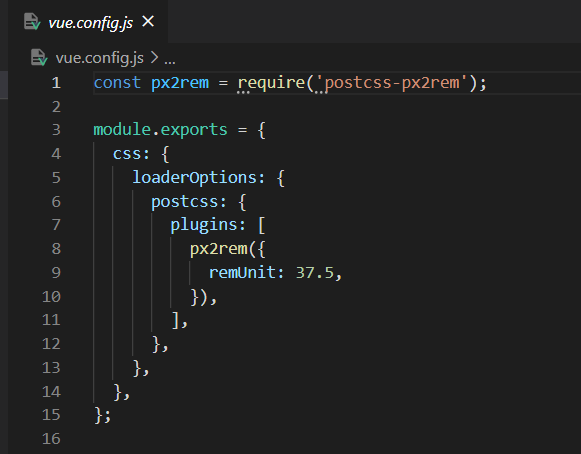 vue.config.js
vue.config.js > ...
1 const px2rem = require('postcss-px2rem');
2
3 module.exports = {
4   css: {
5     loaderOptions: {
6       postcss: {
7         plugins: [
8           px2rem({
9             remUnit: 37.5,
10           }),
11         ],
12       },
13     },
14   },
15 };
16